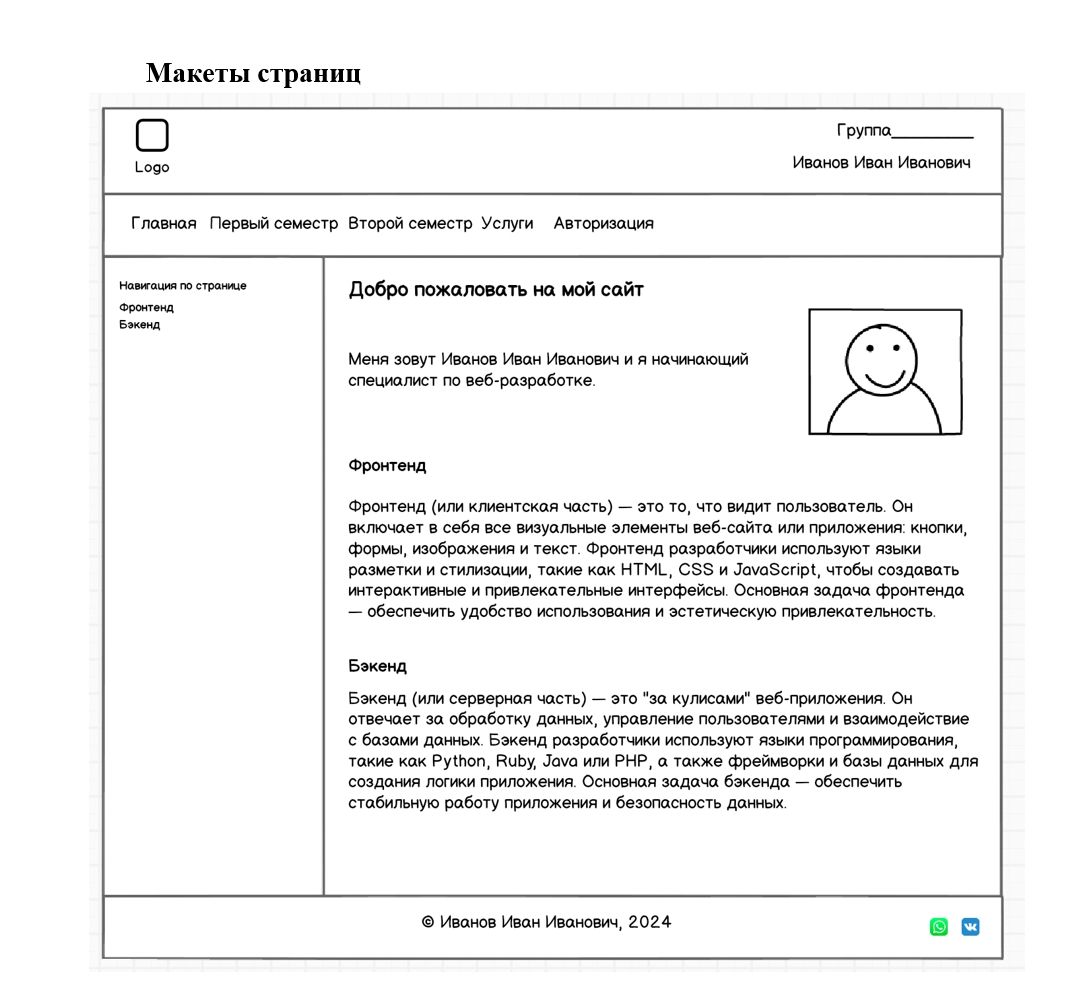 Макеты страниц
Группа__________
Logo
Иванов Иван Иванович
Главная Первый семестр Второй семестр Услуги Авторизация
Навигация по странице
Фронтенд
Бэкенд
Добро пожаловать на мой сайт
Меня зовут Иванов Иван Иванович и я начинающий
специалист по веб-разработке.
Фронтенд
Фронтенд (или клиентская часть) — это то, что видит пользователь. Он
включает в себя все визуальные элементы веб-сайта или приложения: кнопки,
формы, изображения и текст. Фронтенд разработчики используют языки
разметки и стилизации, такие как HTML, CSS и JavaScript, чтобы создавать
интерактивные и привлекательные интерфейсы. Основная задача фронтенда
— обеспечить удобство использования и эстетическую привлекательность.
Бэкенд
Бэкенд (или серверная часть) — это "за кулисами" веб-приложения. Он
отвечает за обработку данных, управление пользователями и взаимодействие
с базами данных. Бэкенд разработчики используют языки программирования,
такие как Python, Ruby, Java или PHP, а также фреймворки и базы данных для
создания логики приложения. Основная задача бэкенда — обеспечить
стабильную работу приложения и безопасность данных.
© Иванов Иван Иванович, 2024